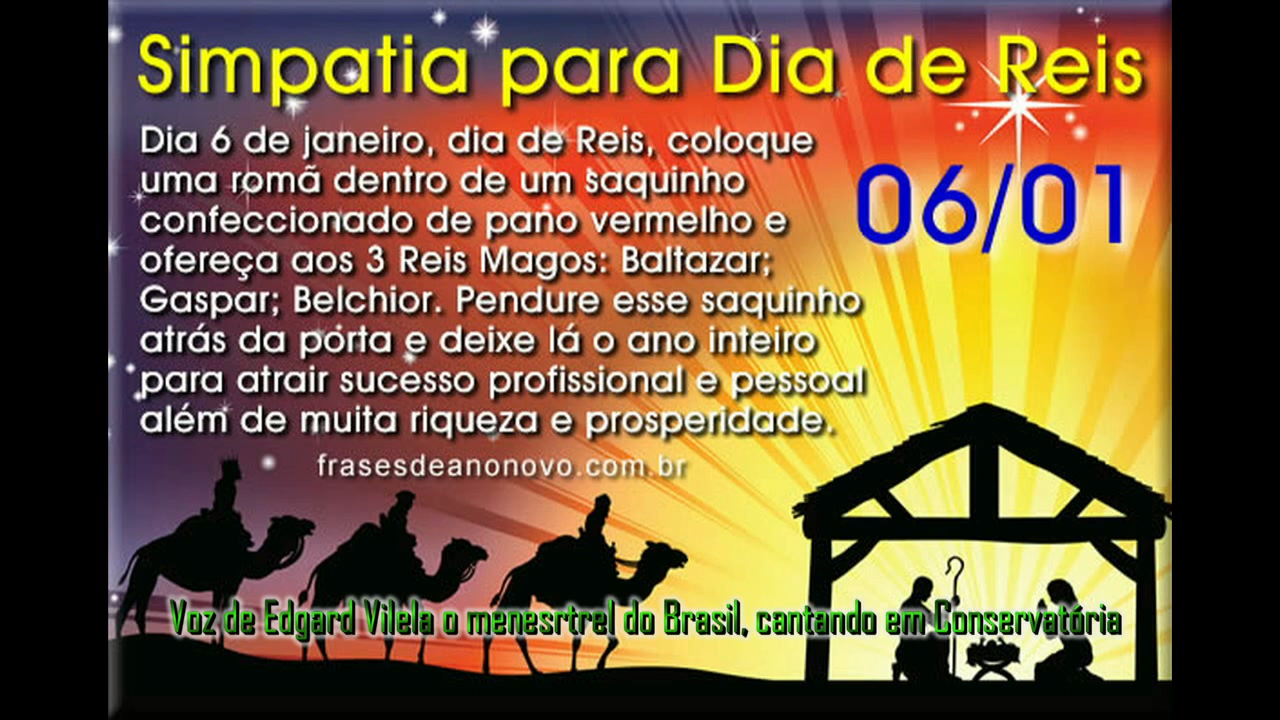 Simpatia para Dia de Reis
Dia 6 de janeiro, dia de Reis, coloque
uma romã dentro de um saquinho
confeccionado de pano vermelho e
ofereça aos 3 Reis Magos: Baltazar;
Gaspar; Belchior. Pendure esse saquinho
atrás da porta e deixe lá o ano inteiro
para atrair sucesso profissional e pessoal
além de muita riqueza e prosperidade.
06/01
frasesdeanonovo.com.br
Voz de Edgard Vilela o menesrtrel do Brasil, cantando em Conservatória